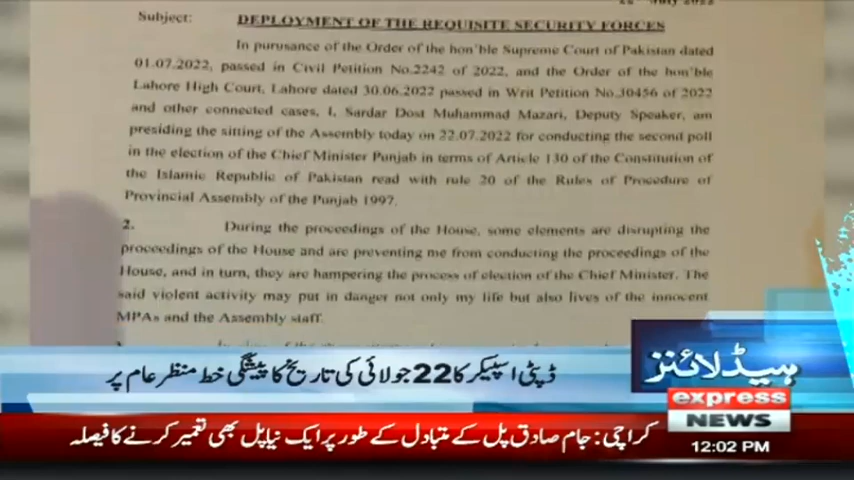 22 July 2022
Subject: DEPLOYMENT OF THE REQUISITE SECURITY FORCES
In purusance of the Order of the hon'ble Supreme Court of Pakistan dated
01.07.2022, passed in Civil Petition No.2242 of 2022, and the Order of the hon'ble
Lahore High Court, Lahore dated 30.06.2022 passed in Writ Petition No.30456 of 2022
and other connected cases, I, Sardar Dost Muhammad Mazari, Deputy Speaker, am
presiding the sitting of the Assembly today on 22.07.2022 for conducting the second poll
in the election of the Chief Minister Punjab in terms of Article 130 of the Constitution of
the Islamic Republic of Pakistan read with rule 20 of the Rules of Procedure of
Provincial Assembly of the Punjab 1997.
2. During the proceedings of the House, some elements are disrupting the
proceedings of the House and are preventing me from conducting the proceedings of the
House, and in turn, they are hampering the process of election of the Chief Minister. The
said violent activity may put in danger not only my life but also lives of the innocent
MPAs and the Assembly staff.
ہیڈلائنز
ڈپٹی اسپیکر کا 22 جولائی کی تاریخ کا پیشگی خط منظر عام پر
express
NEWS
12:02 PM
کراچی: جام صادق پل کے متبادل کے طور پر ایک نیا پل بھی تعمیر کرنے کا فیصلہ